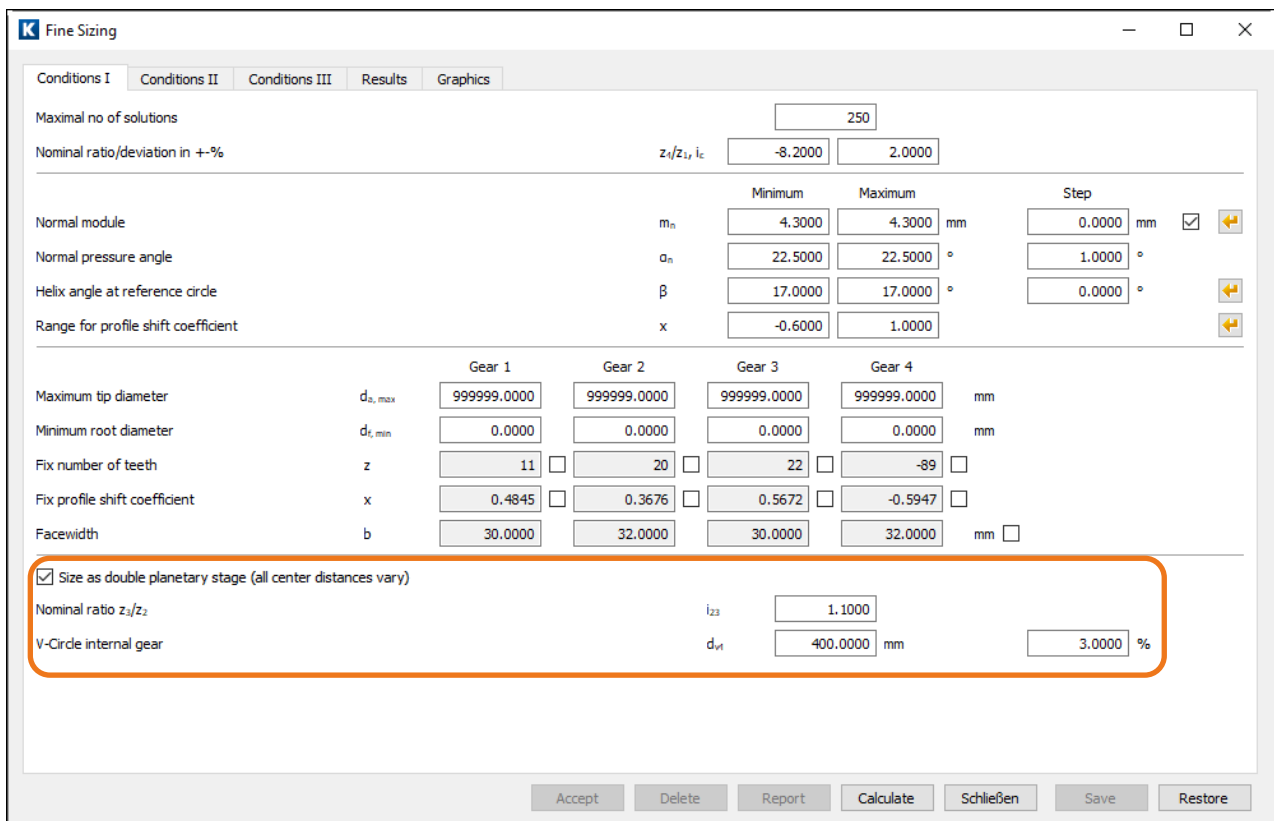 K Fine Sizing
Conditions I Conditions II Conditions III Results Graphics
Maximal no of solutions 250
Nominal ratio/deviation in +-% z₄/z₁, i꜀ -8.2000 2.0000
Minimum Maximum Step
Normal module mₙ 4.3000 4.3000 mm 0.0000 mm
Normal pressure angle αₙ 22.5000 22.5000 ° 1.0000 °
Helix angle at reference circle β 17.0000 17.0000 ° 0.0000 °
Range for profile shift coefficient x -0.6000 1.0000
Gear 1 Gear 2 Gear 3 Gear 4
Maximum tip diameter da, max 999999.0000 999999.0000 999999.0000 999999.0000 mm
Minimum root diameter df, min 0.0000 0.0000 0.0000 0.0000 mm
Fix number of teeth z 11 20 22 -89
Fix profile shift coefficient x 0.4845 0.3676 0.5672 -0.5947
Facewidth b 30.0000 32.0000 30.0000 32.0000 mm
Size as double planetary stage (all center distances vary)
Nominal ratio z₃/z₂ i₂₃ 1.1000
V-Circle internal gear dv4 400.0000 mm 3.0000 %
Accept Delete Report Calculate Schließen Save Restore